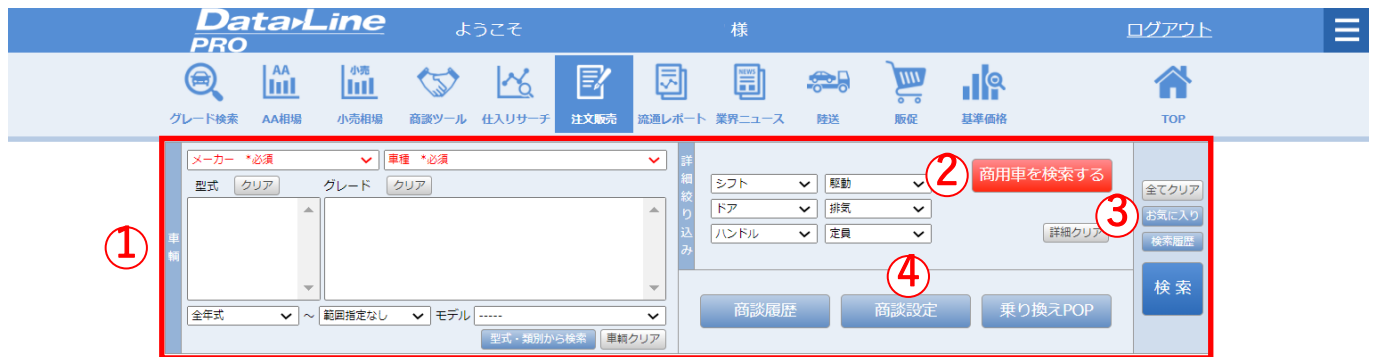 Data Line PRO
ようこそ 様 ログアウト
グレード検索 AA AA相場 小売 小売相場 商談ツール 仕入リサーチ 注文販売 流通レポート NEWS 業界ニュース 陸送 販促 基準価格 TOP
①
車輌
メーカー *必須 車種 *必須
型式 クリア グレード クリア
全年式 ～ 範囲指定なし モデル -----
型式・類別から検索 車輌クリア
詳細絞り込み
シフト 駆動
ドア 排気
ハンドル 定員
② 商用車を検索する
詳細クリア
④
商談履歴 商談設定 乗り換えPOP
全てクリア
③ お気に入り
検索履歴
検索